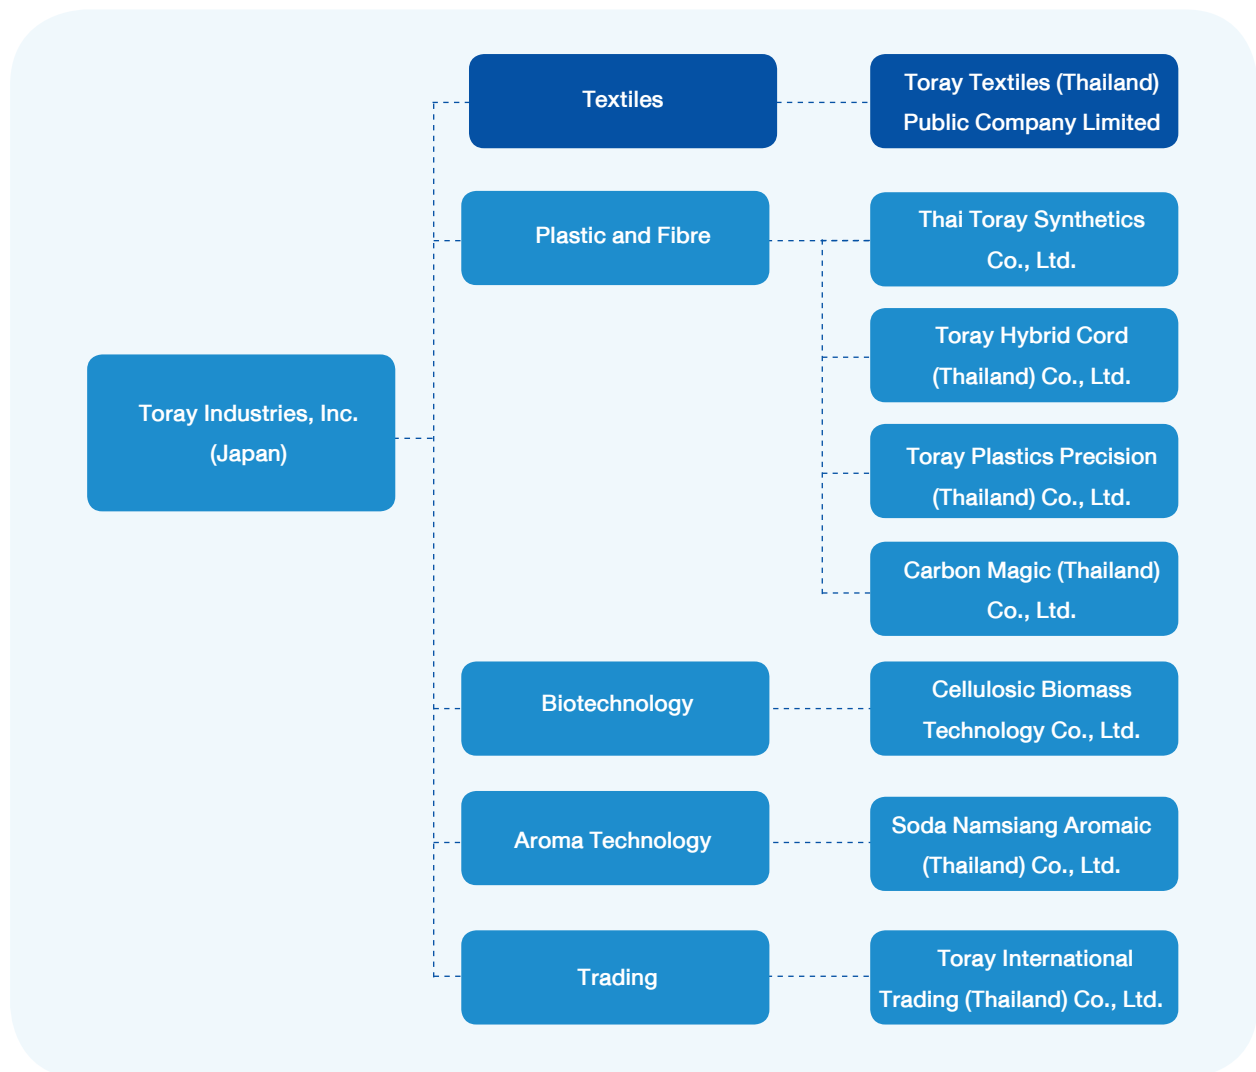 Toray Industries, Inc.
(Japan)
Textiles
Toray Textiles (Thailand)
Public Company Limited
Plastic and Fibre
Thai Toray Synthetics
Co., Ltd.
Toray Hybrid Cord
(Thailand) Co., Ltd.
Toray Plastics Precision
(Thailand) Co., Ltd.
Carbon Magic (Thailand)
Co., Ltd.
Biotechnology
Cellulosic Biomass
Technology Co., Ltd.
Aroma Technology
Soda Namsiang Aromaic
(Thailand) Co., Ltd.
Trading
Toray International
Trading (Thailand) Co., Ltd.